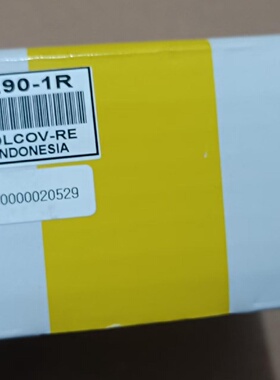 90-1R
OLCOV-RE
INDONESIA
0000020529